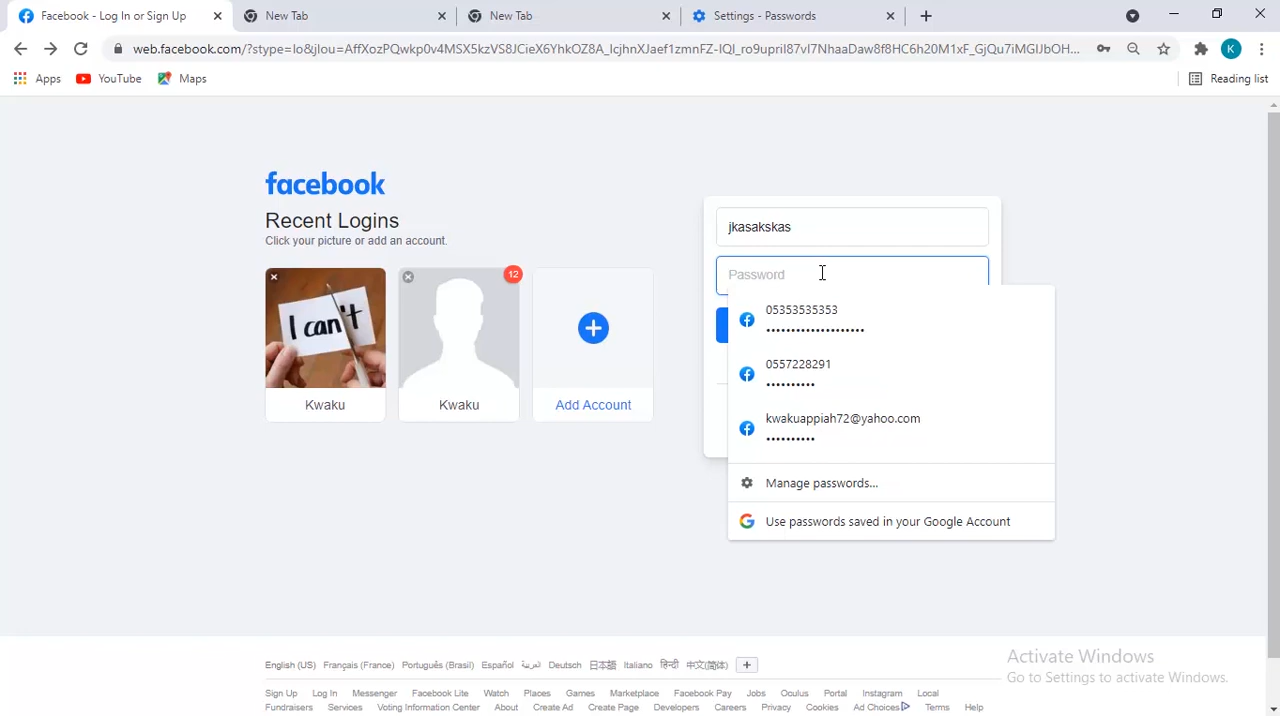 Facebook - Log In or Sign Up
New Tab
New Tab
Settings - Passwords
web.facebook.com/?type=lo&jlou=AffXozPQwkp0v4MSX5kzVS8JCieX6YhkOZ8A_IcjhnXJaef1zmnFZ-IQI_ro9upriI87vI7NhaaDaw8f8HC6h20M1xF_GjQu7iMGIJbOH...
K
Apps
YouTube
Maps
Reading list
facebook
Recent Logins
Click your picture or add an account.
I can't
12
Kwaku
Kwaku
Add Account
jkasakskas
Password
05353535353
••••••••••••••••••••
0557228291
••••••••••
kwakuappiah72@yahoo.com
••••••••••
Manage passwords...
Use passwords saved in your Google Account
Activate Windows
Go to Settings to activate Windows.
English (US) Français (France) Português (Brasil) Español العربية Deutsch 日本語 Italiano हिन्दी 中文(简体)
Sign Up Log In Messenger Facebook Lite Watch Places Games Marketplace Facebook Pay Jobs Oculus Portal Instagram Local
Fundraisers Services Voting Information Center About Create Ad Create Page Developers Careers Privacy Cookies Ad Choices Terms Help